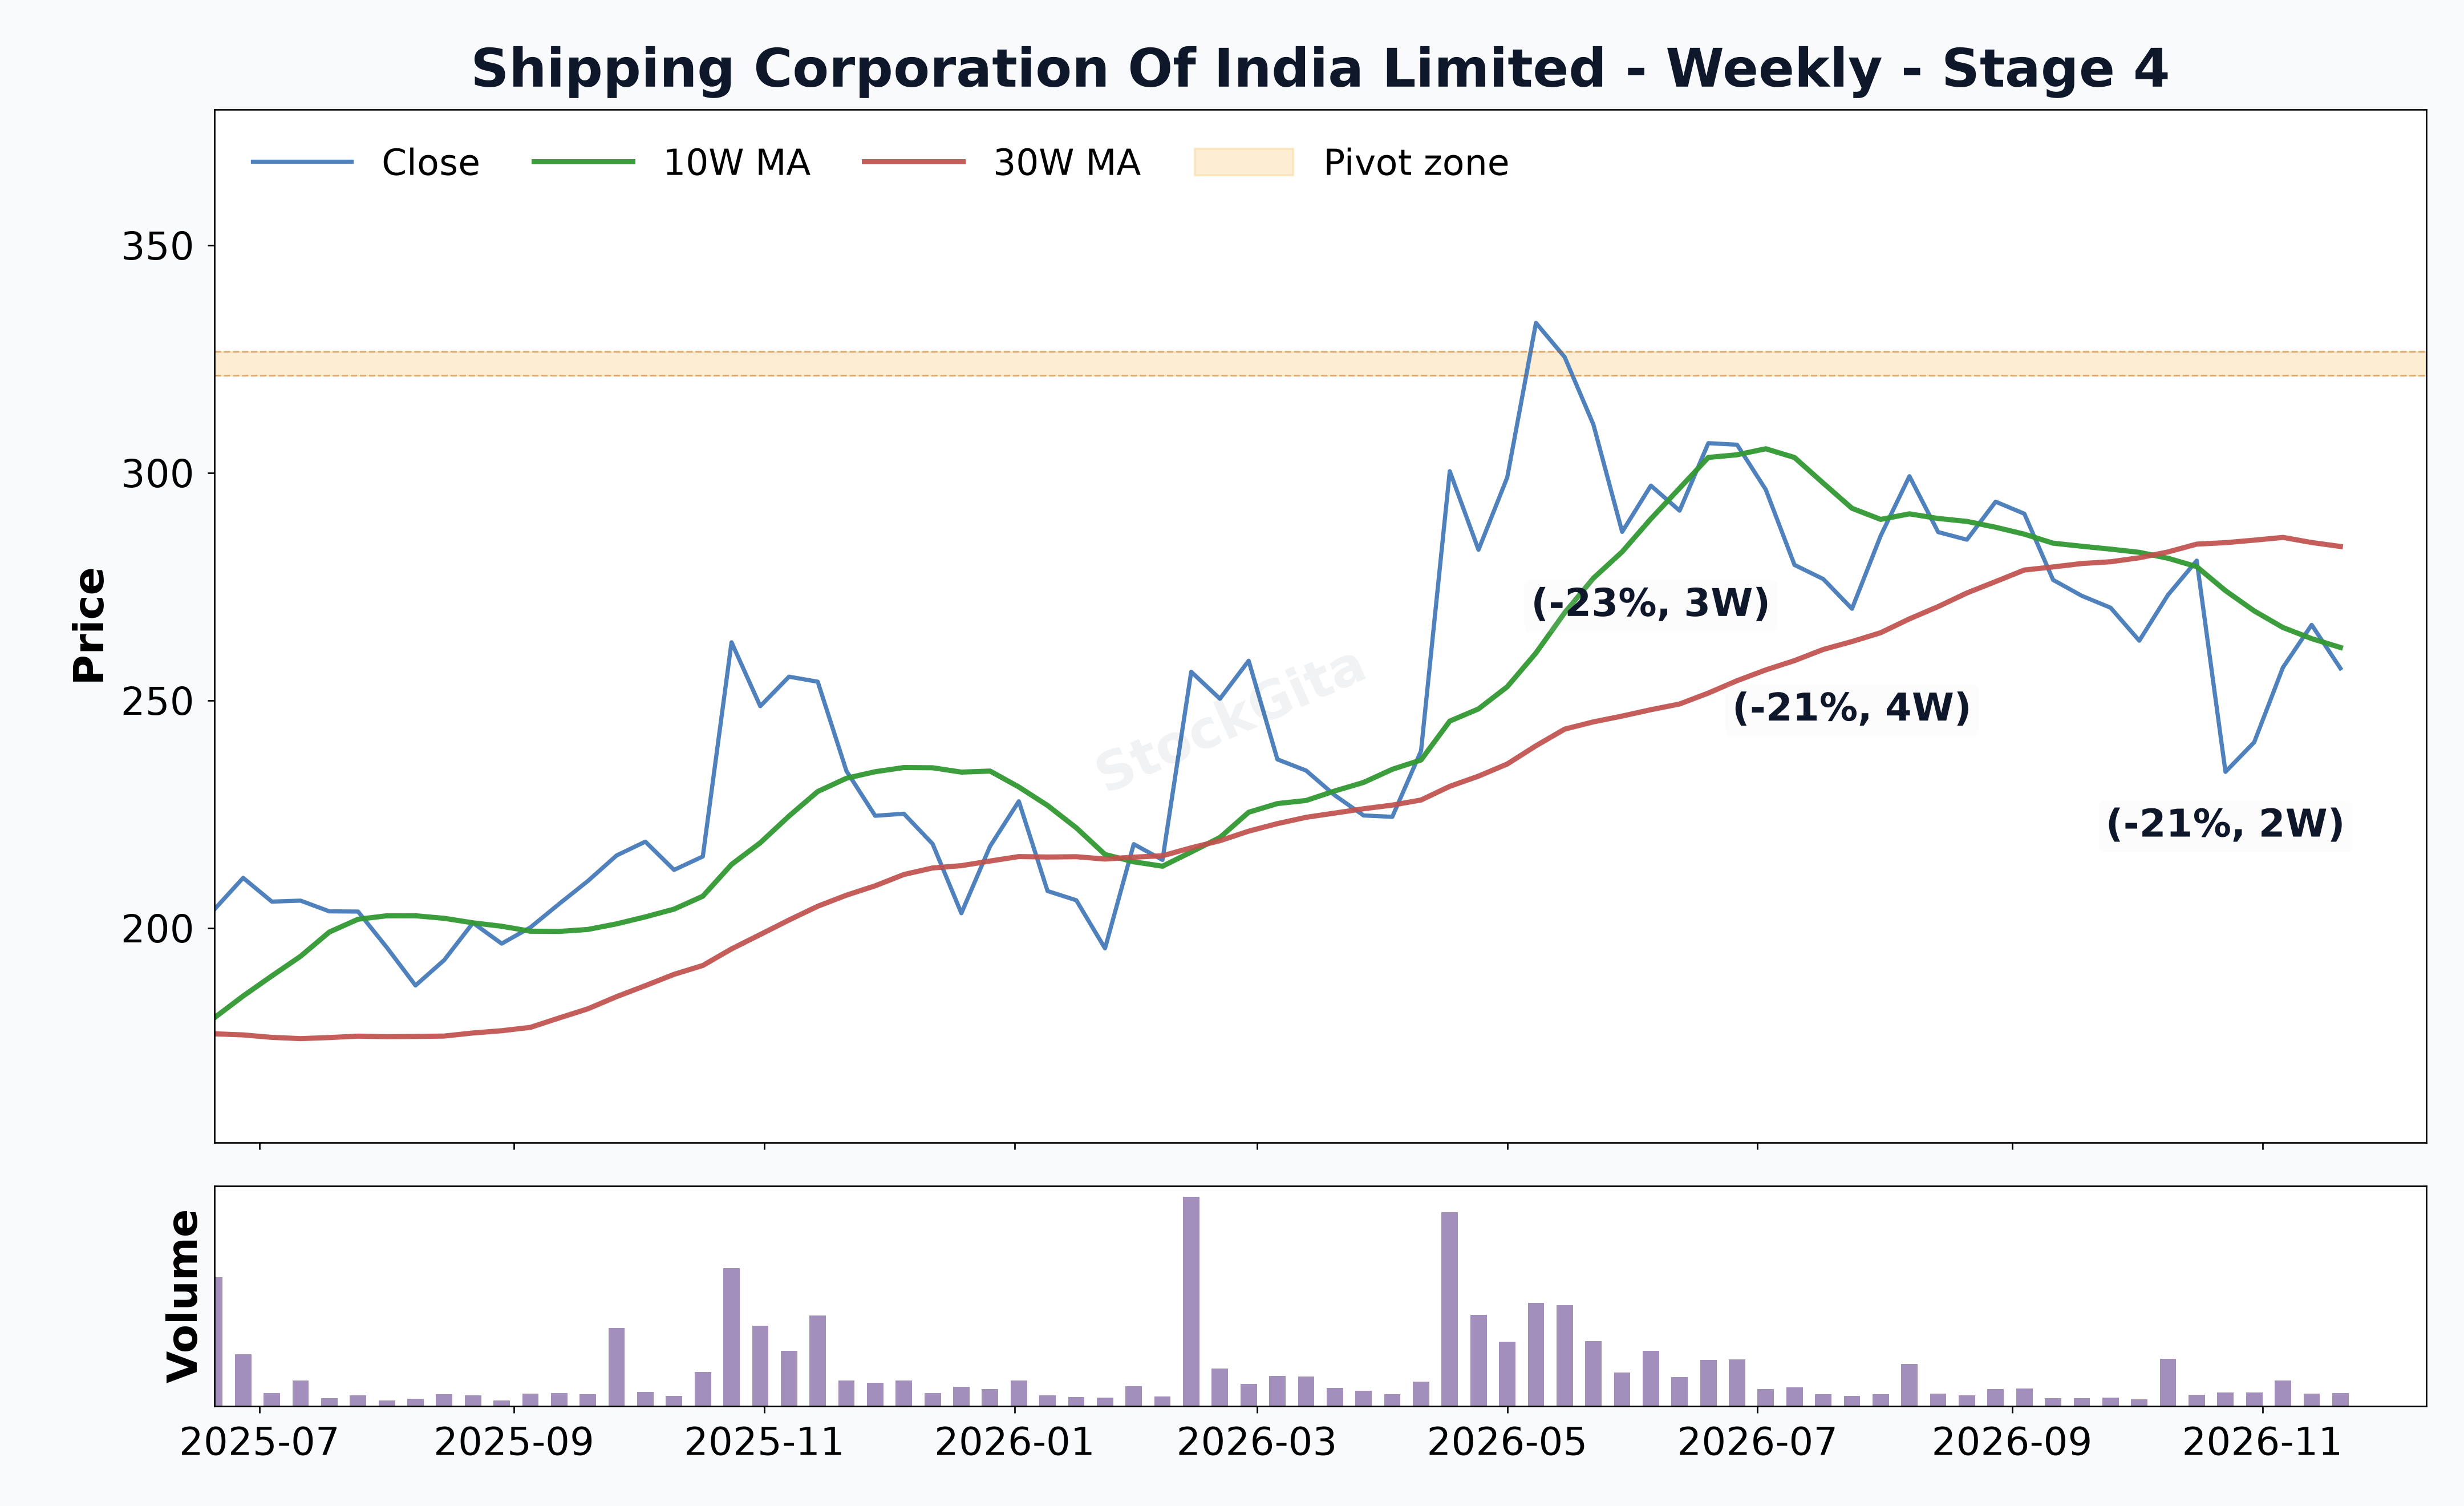 Shipping Corporation Of India Limited - Weekly - Stage 4
Close 10W MA 30W MA Pivot zone
350
300
250
200
Price
StockGita
(-23%, 3W)
(-21%, 4W)
(-21%, 2W)
Volume
2025-07 2025-09 2025-11 2026-01 2026-03 2026-05 2026-07 2026-09 2026-11